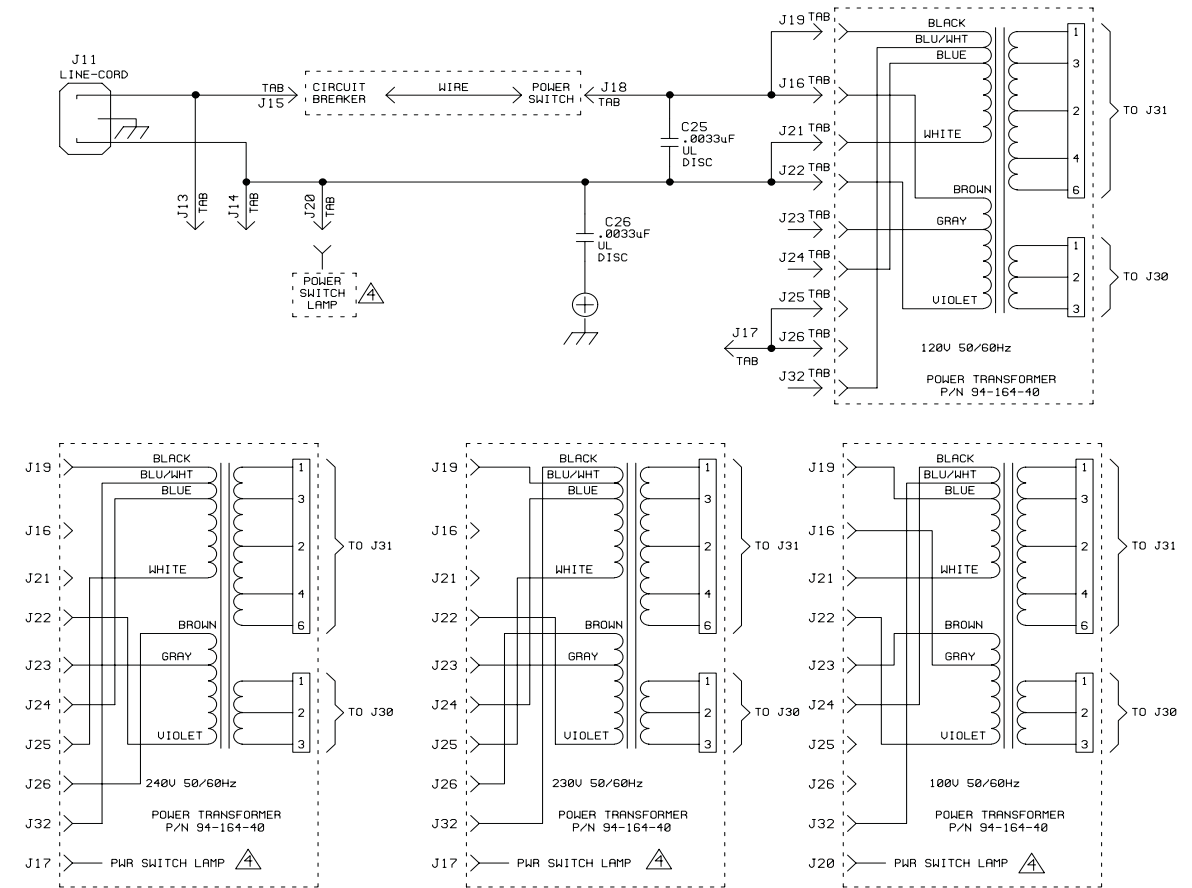 J11
LINE-CORD
TAB
J15
CIRCUIT
BREAKER
WIRE
POWER
SWITCH
J18
TAB
J13
TAB
J14
TAB
J20
TAB
POWER
SWITCH
LAMP
4
C25
.0033uF
UL
DISC
C26
.0033uF
UL
DISC
J19 TAB
J16 TAB
J21 TAB
J22 TAB
J23 TAB
J24 TAB
J25 TAB
J17
TAB
J26 TAB
J32 TAB
BLACK
BLU/WHT
BLUE
WHITE
BROWN
GRAY
VIOLET
1
3
2
4
6
TO J31
1
2
3
TO J30
120V 50/60Hz
POWER TRANSFORMER
P/N 94-164-40
J19
J16
J21
J22
J23
J24
J25
J26
J32
J17
BLACK
BLU/WHT
BLUE
WHITE
BROWN
GRAY
VIOLET
1
3
2
4
6
TO J31
1
2
3
TO J30
240V 50/60Hz
POWER TRANSFORMER
P/N 94-164-40
PWR SWITCH LAMP 4
J19
J16
J21
J22
J23
J24
J25
J26
J32
J17
BLACK
BLU/WHT
BLUE
WHITE
BROWN
GRAY
VIOLET
1
3
2
4
6
TO J31
1
2
3
TO J30
230V 50/60Hz
POWER TRANSFORMER
P/N 94-164-40
PWR SWITCH LAMP 4
J19
J16
J21
J22
J23
J24
J25
J26
J32
J20
BLACK
BLU/WHT
BLUE
WHITE
BROWN
GRAY
VIOLET
1
3
2
4
6
TO J31
1
2
3
TO J30
100V 50/60Hz
POWER TRANSFORMER
P/N 94-164-40
PWR SWITCH LAMP 4